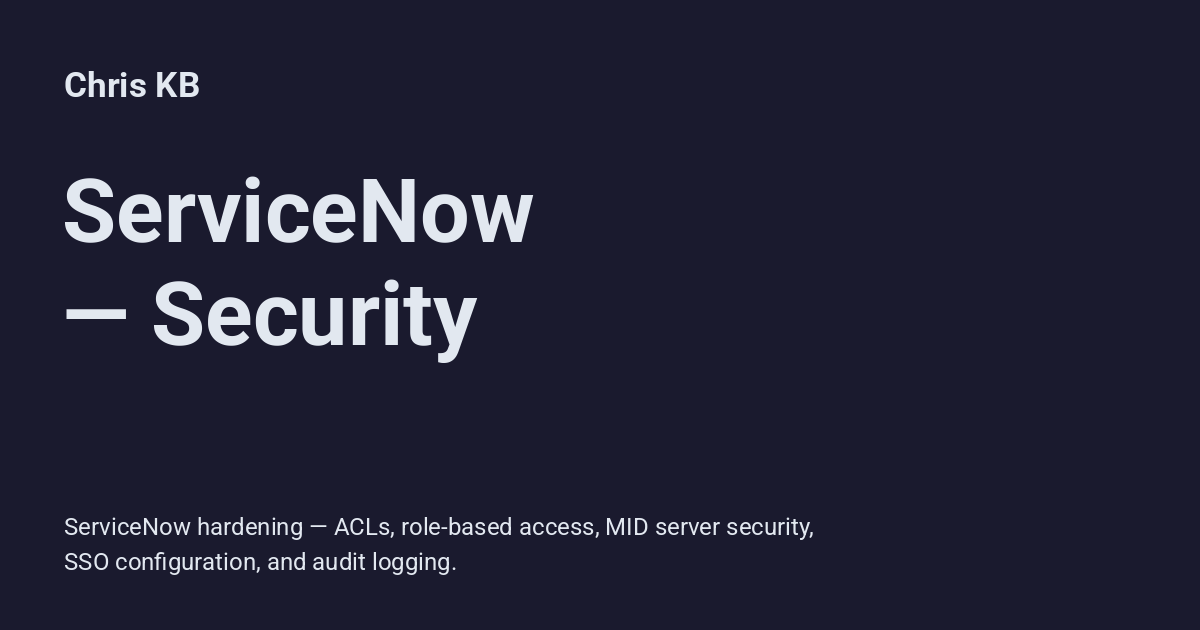 Chris KB
ServiceNow
— Security
ServiceNow hardening — ACLs, role-based access, MID server security,
SSO configuration, and audit logging.